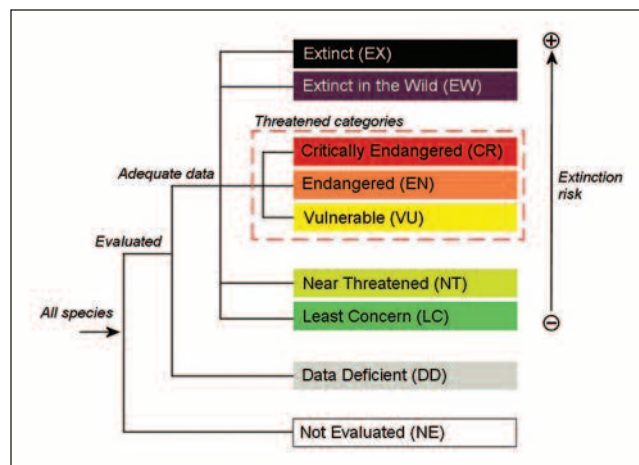 Extinct (EX)
Extinct in the Wild (EW)
Threatened categories
Critically Endangered (CR)
Adequate data
Endangered (EN)
Extinction
risk
Vulnerable (VU)
Evaluated
Near Threatened (NT)
All species
Least Concern (LC)
Data Deficient (DD)
Not Evaluated (NE)